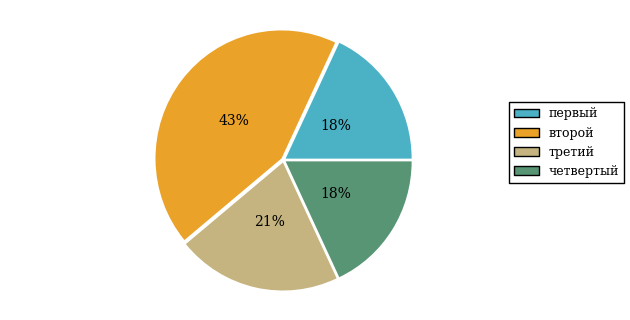 43%
18%
18%
21%
первый
второй
третий
четвертый